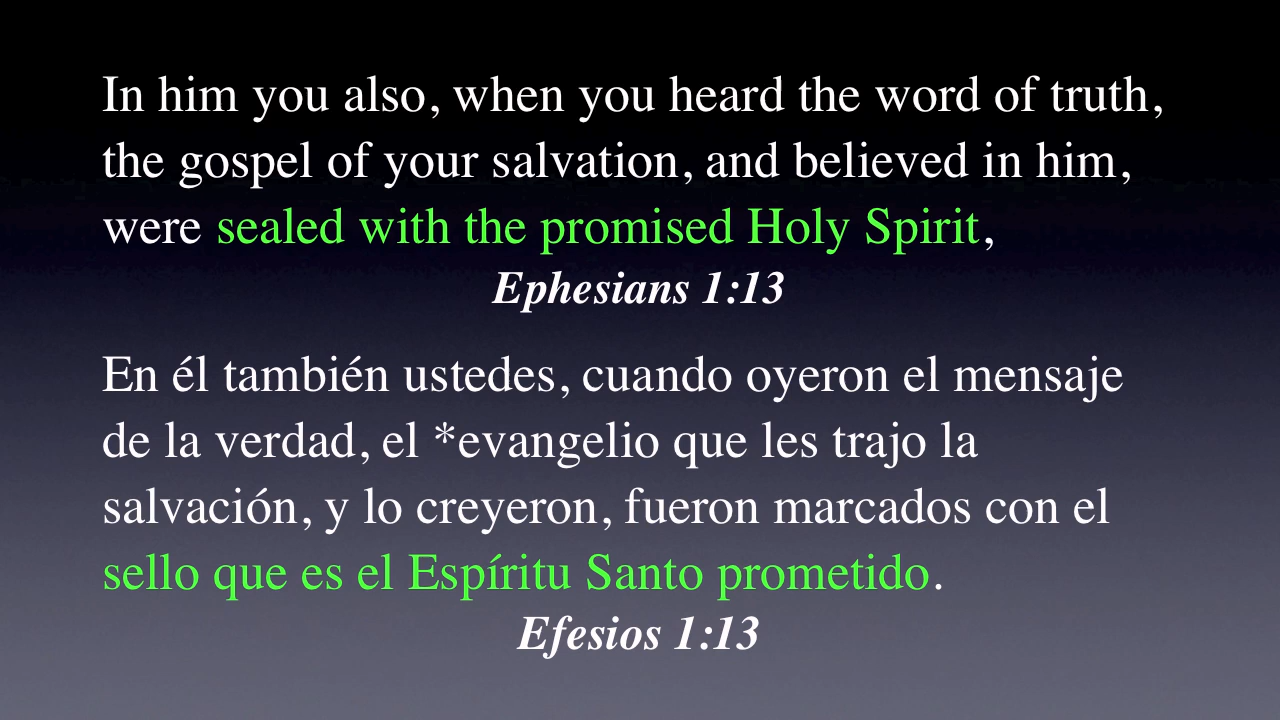 In him you also, when you heard the word of truth,
the gospel of your salvation, and believed in him,
were sealed with the promised Holy Spirit,
Ephesians 1:13
En él también ustedes, cuando oyeron el mensaje
de la verdad, el *evangelio que les trajo la
salvación, y lo creyeron, fueron marcados con el
sello que es el Espíritu Santo prometido.
Efesios 1:13